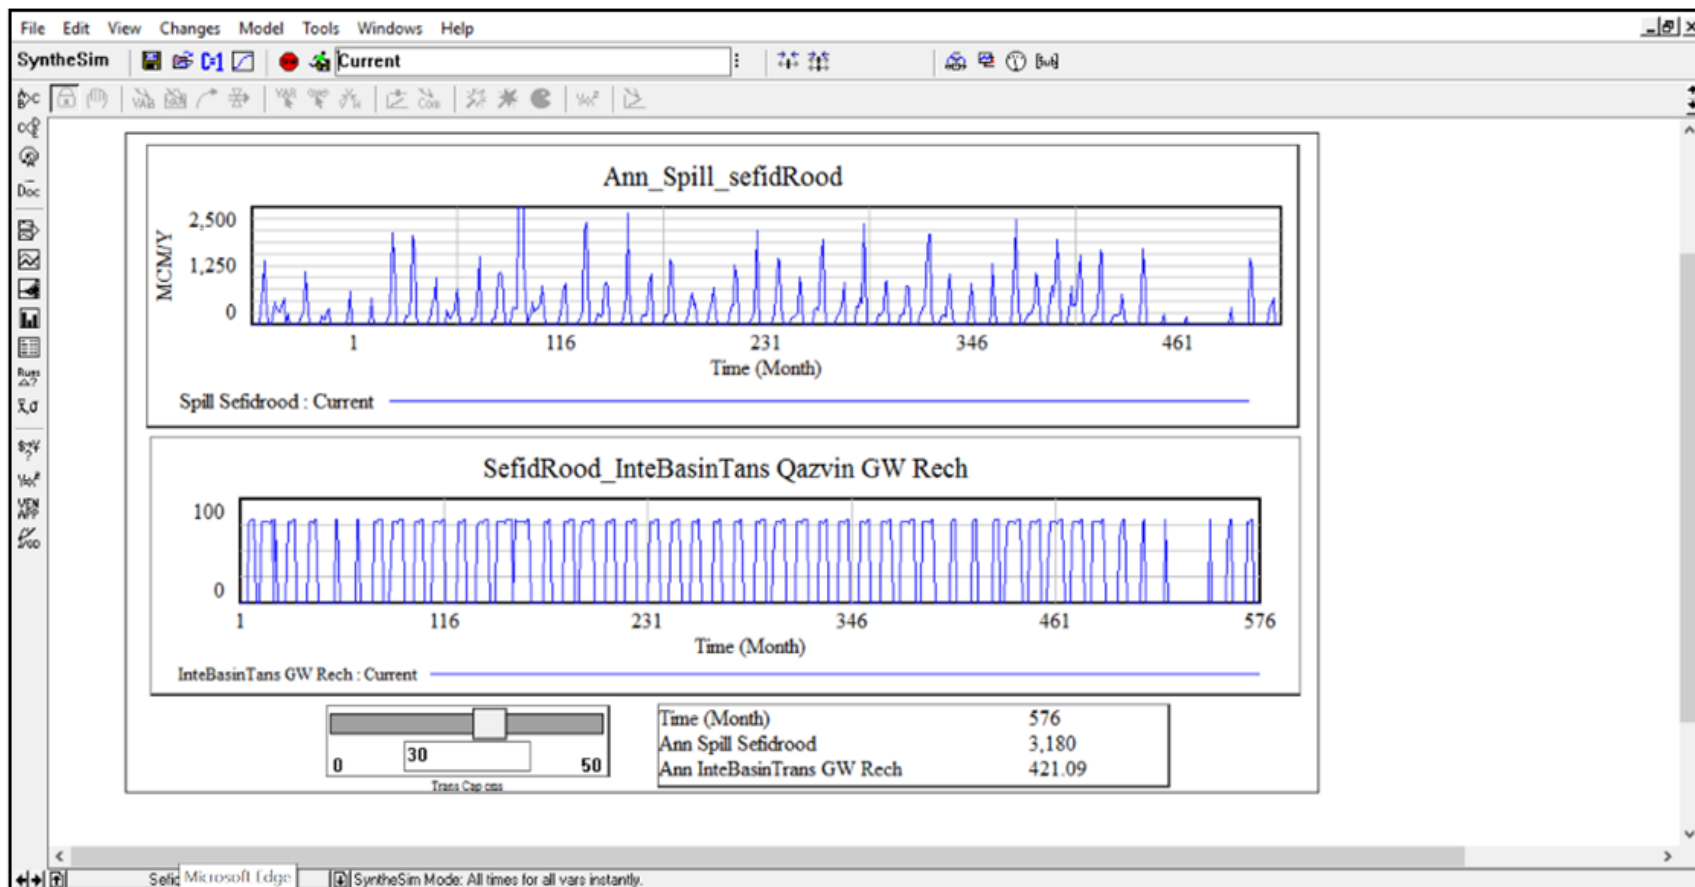 File Edit View Changes Model Tools Windows Help
SyntheSim Current
Doc
Ann_Spill_sefidRood
MCM/Y
2,500
1,250
0
1 116 231 346 461
Time (Month)
Spill Sefidrood : Current
SefidRood_InteBasinTans Qazvin GW Rech
100
0
1 116 231 346 461 576
Time (Month)
InteBasinTans GW Rech : Current
0 30 50
Trans Cap cms
Time (Month) 576
Ann Spill Sefidrood 3,180
Ann InteBasinTrans GW Rech 421.09
Microsoft Edge
SyntheSim Mode: All times for all vars instantly.